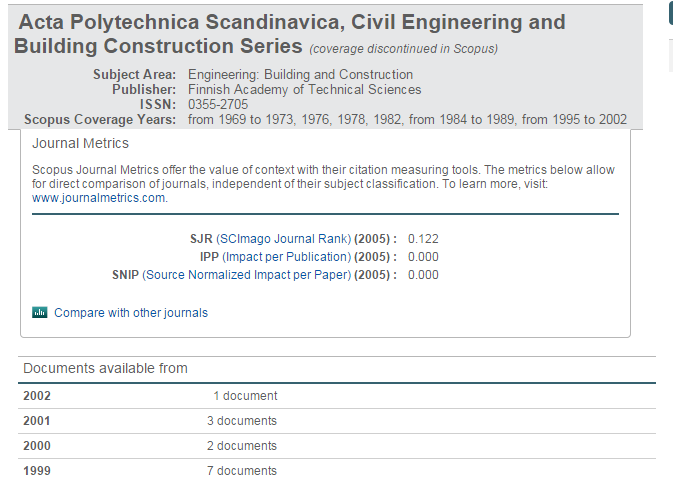 Acta Polytechnica Scandinavica, Civil Engineering and
Building Construction Series (coverage discontinued in Scopus)
Subject Area: Engineering: Building and Construction
Publisher: Finnish Academy of Technical Sciences
ISSN: 0355-2705
Scopus Coverage Years: from 1969 to 1973, 1976, 1978, 1982, from 1984 to 1989, from 1995 to 2002
Journal Metrics
Scopus Journal Metrics offer the value of context with their citation measuring tools. The metrics below allow
for direct comparison of journals, independent of their subject classification. To learn more, visit:
www.journalmetrics.com.
SJR (SCImago Journal Rank) (2005) : 0.122
IPP (Impact per Publication) (2005) : 0.000
SNIP (Source Normalized Impact per Paper) (2005) : 0.000
Compare with other journals
Documents available from
2002 1 document
2001 3 documents
2000 2 documents
1999 7 documents